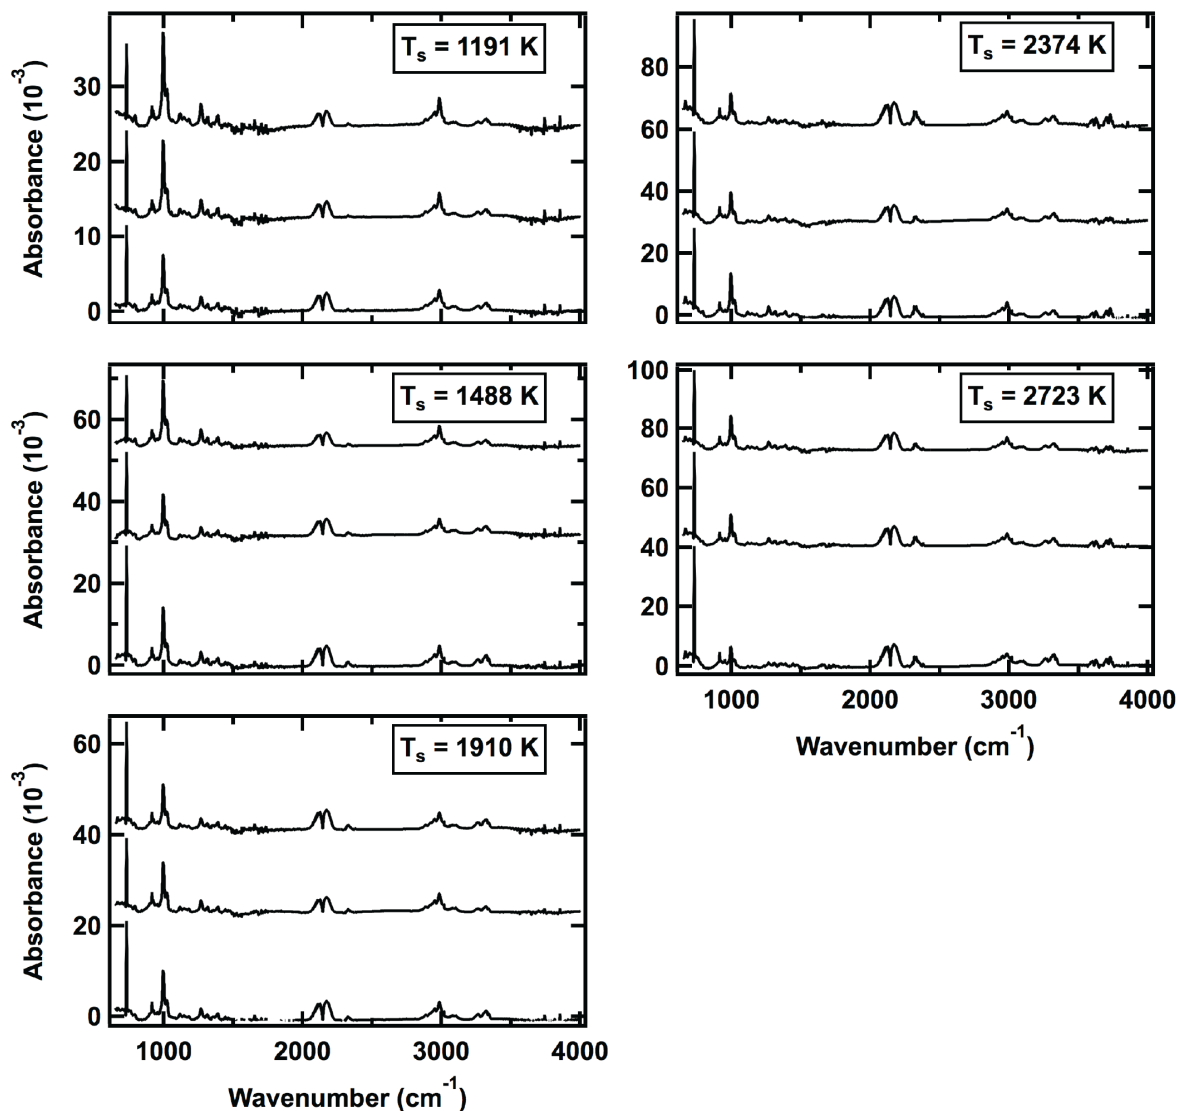 T_s = 1191 K
Absorbance (10^-3)
30
20
10
0
T_s = 2374 K
80
60
40
20
0
T_s = 1488 K
Absorbance (10^-3)
60
40
20
0
T_s = 2723 K
100
80
60
40
20
0
1000 2000 3000 4000
Wavenumber (cm^-1)
T_s = 1910 K
Absorbance (10^-3)
60
40
20
0
1000 2000 3000 4000
Wavenumber (cm^-1)